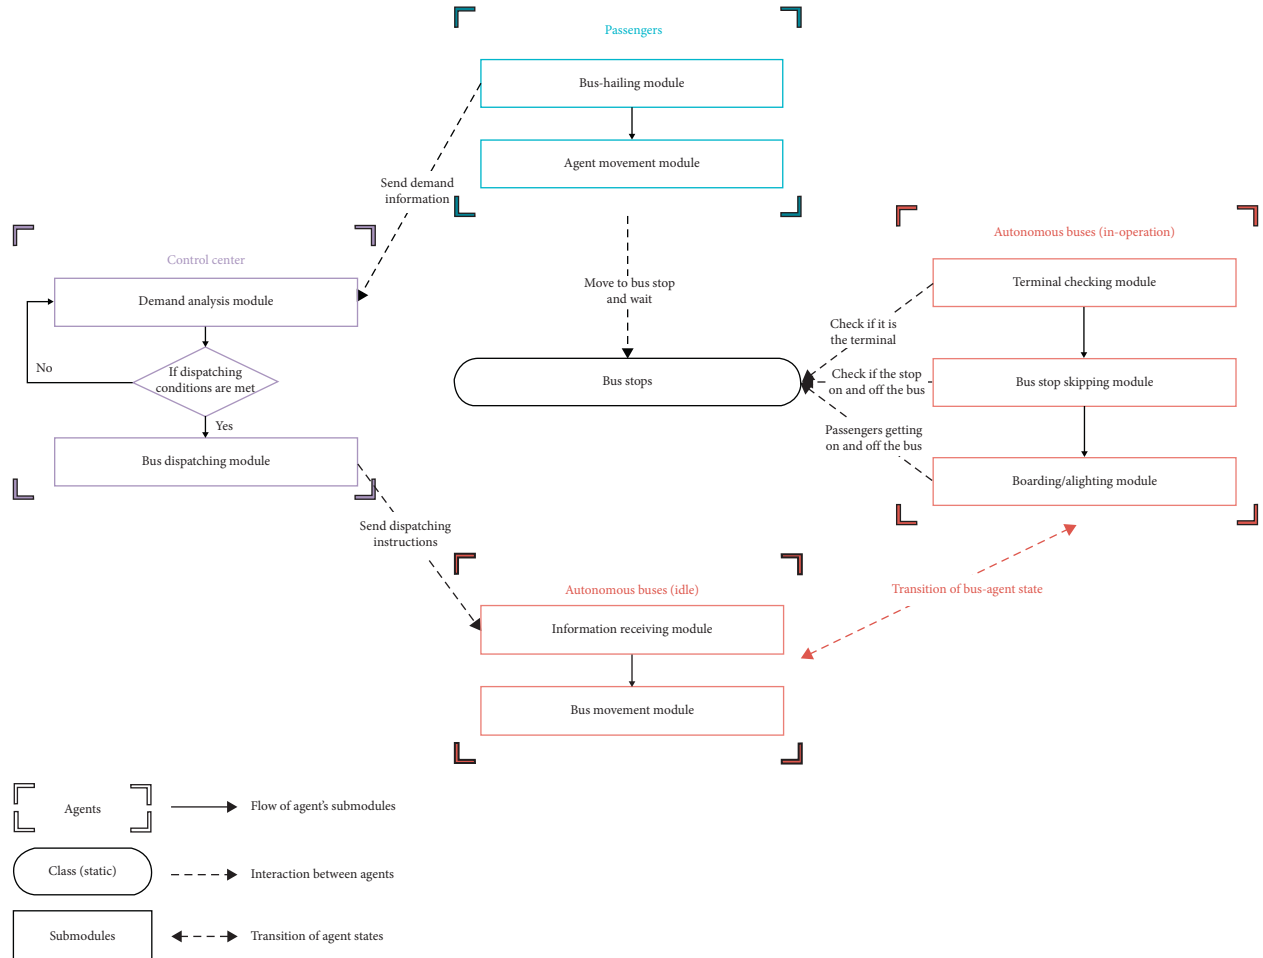 Passengers
Bus-hailing module
Agent movement module
Send demand
information
Move to bus stop
and wait
Bus stops
Control center
Demand analysis module
If dispatching
conditions are met
No
Yes
Bus dispatching module
Send dispatching
instructions
Autonomous buses (in-operation)
Terminal checking module
Check if it is
the terminal
Bus stop skipping module
Check if the stop
on and off the bus
Passengers getting
on and off the bus
Boarding/alighting module
Transition of bus-agent state
Autonomous buses (idle)
Information receiving module
Bus movement module
Agents
Flow of agent's submodules
Class (static)
Interaction between agents
Submodules
Transition of agent states